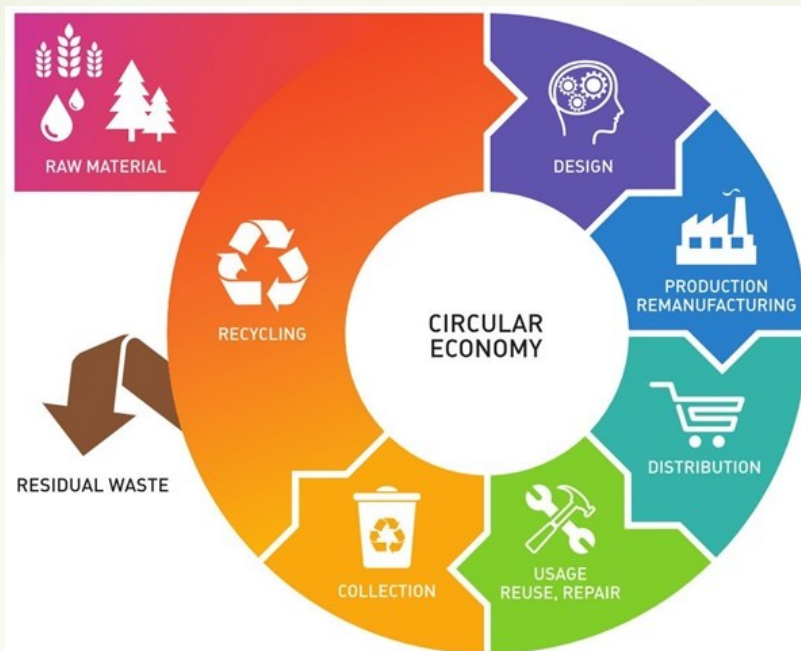 RAW MATERIAL
DESIGN
PRODUCTION
REMANUFACTURING
RECYCLING
CIRCULAR
ECONOMY
DISTRIBUTION
RESIDUAL WASTE
USAGE
REUSE, REPAIR
COLLECTION